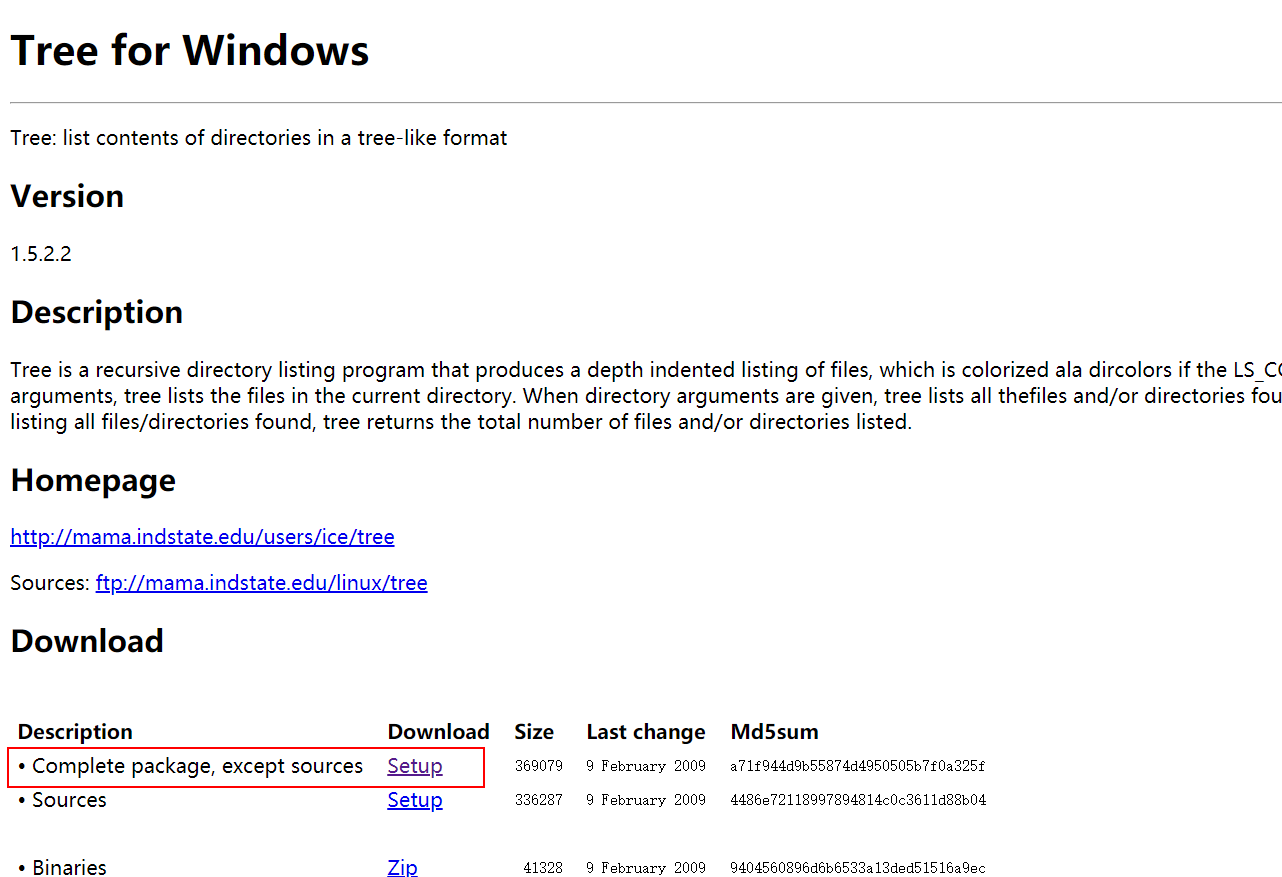 Tree for Windows
Tree: list contents of directories in a tree-like format
Version
1.5.2.2
Description
Tree is a recursive directory listing program that produces a depth indented listing of files, which is colorized ala dircolors if the
arguments, tree lists the files in the current directory. When directory arguments are given, tree lists all thefiles and/or directories
listing all files/directories found, tree returns the total number of files and/or directories listed.
Homepage
http://mama.indstate.edu/users/ice/tree
Sources: ftp://mama.indstate.edu/linux/tree
Download
Description Download Size Last change Md5sum
• Complete package, except sources Setup 369079 9 February 2009 a71f944d9b55874d4950505b7f0a325f
• Sources Setup 336287 9 February 2009 4486e72118997894814c0c3611d88b04
• Binaries Zip 41328 9 February 2009 9404560896d6b6533a13ded51516a9ec